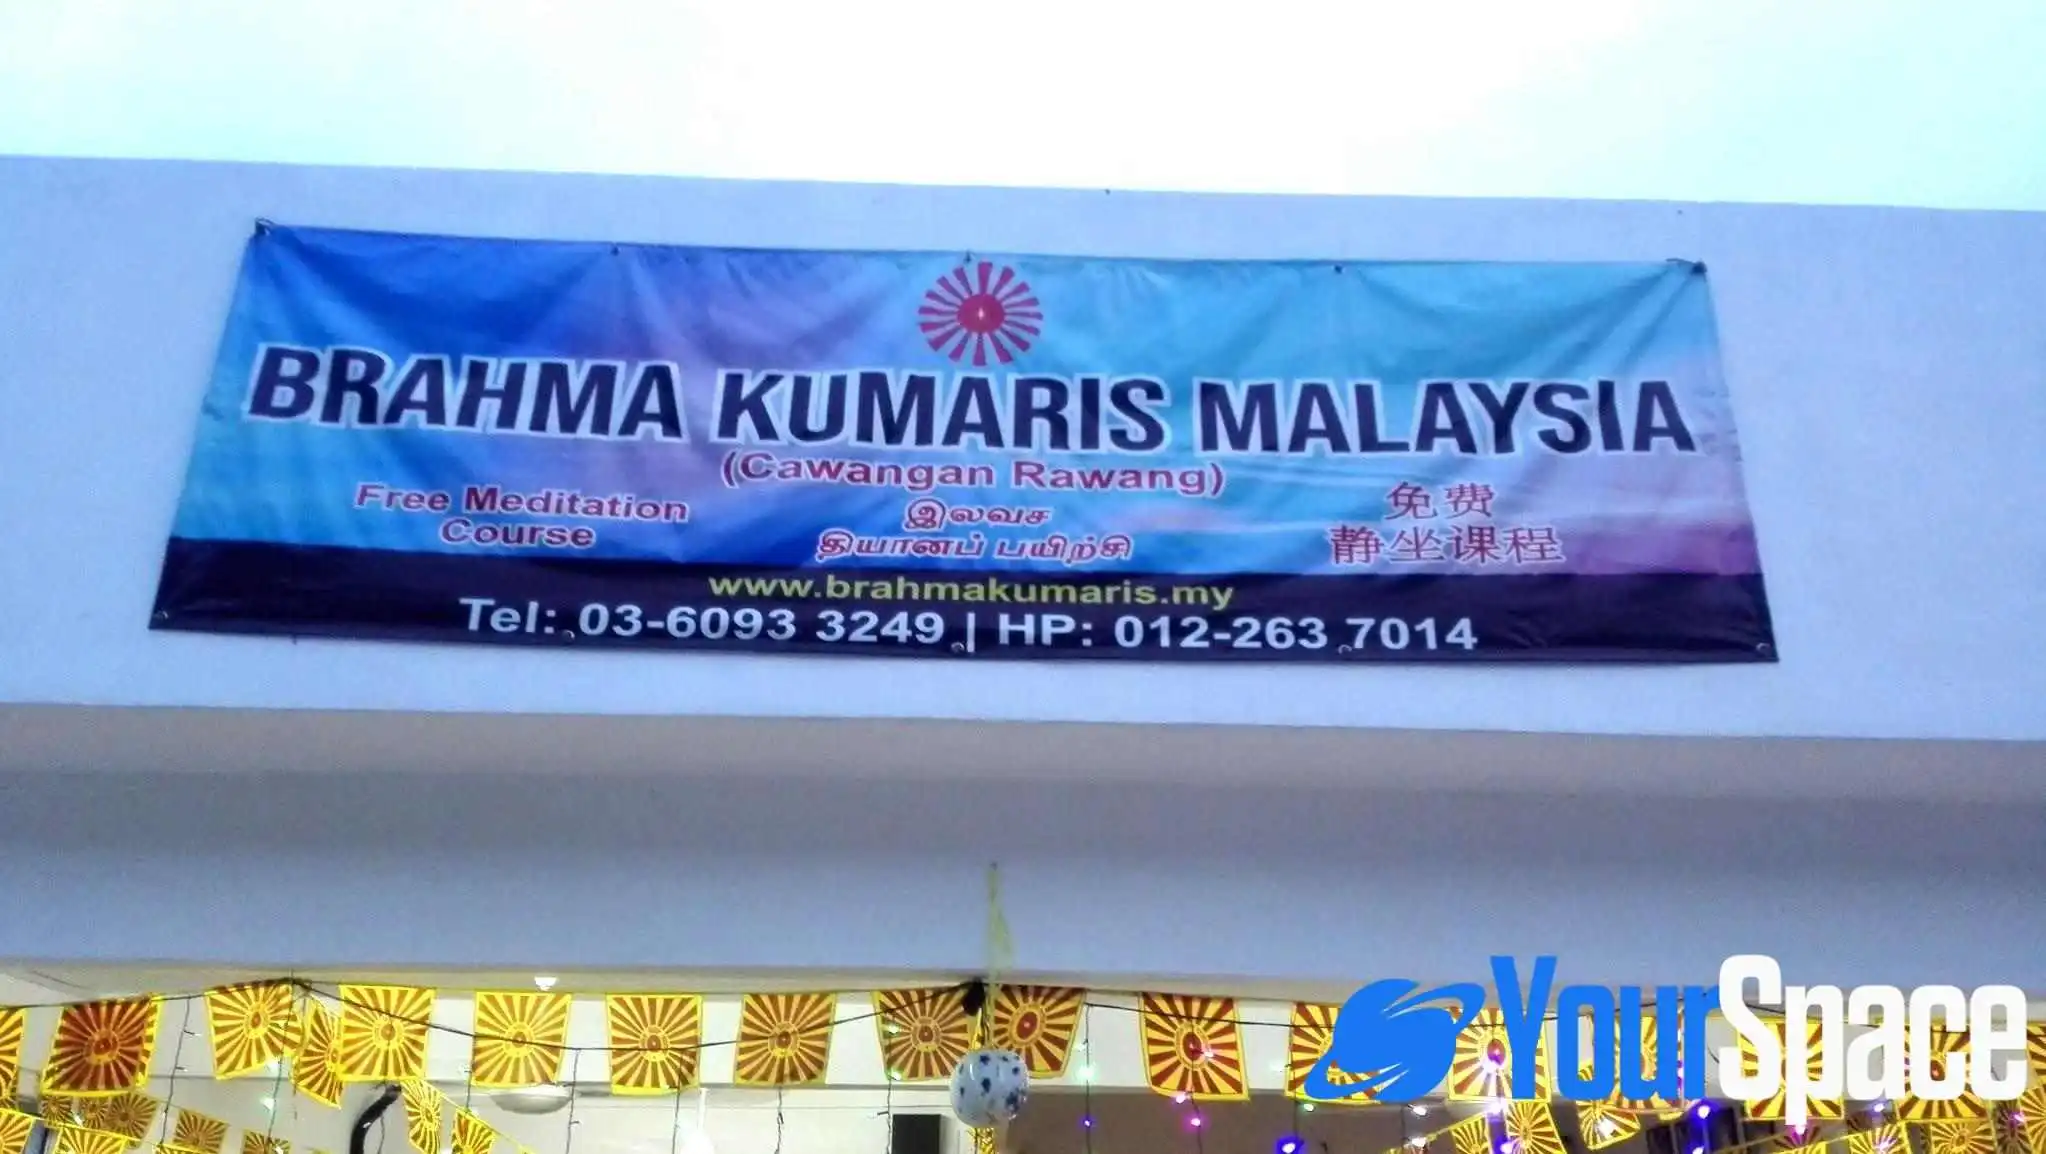 BRAHMA KUMARIS MALAYSIA
(Cawangan Rawang)
Free Meditation
Course
இலவச
தியானப் பயிற்சி
免费
静坐课程
www.brahmakumaris.my
Tel: 03-6093 3249 | HP: 012-263 7014
YourSpace